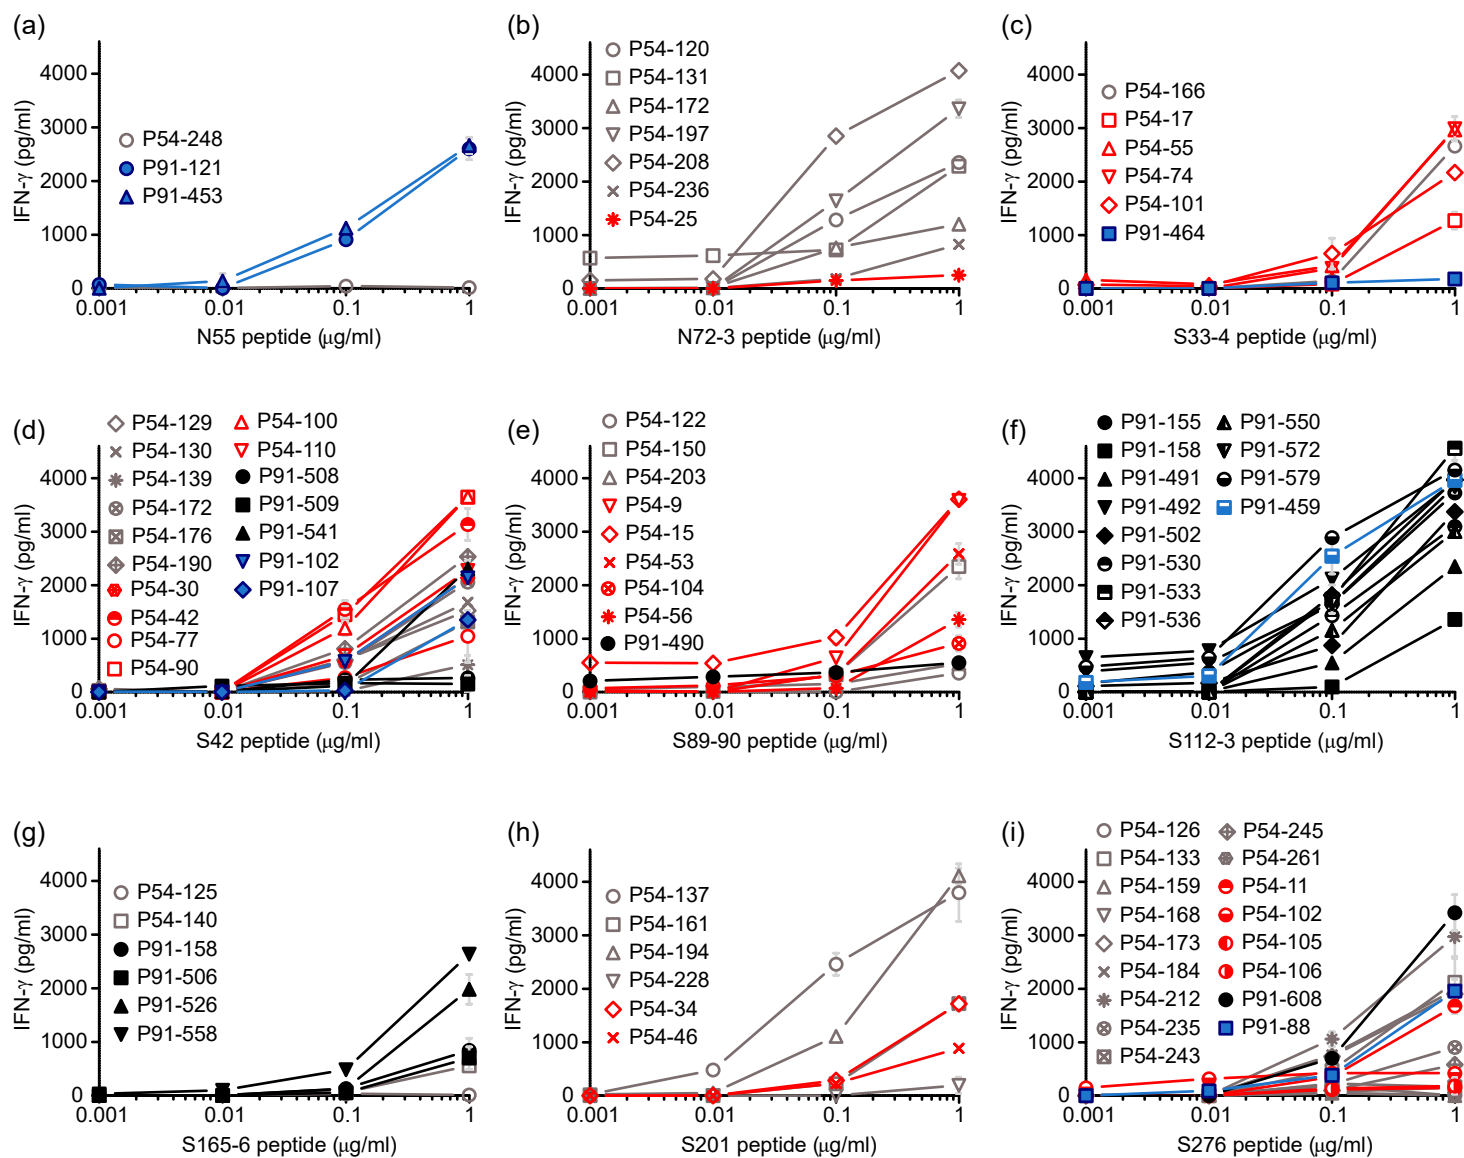 (a)
4000
3000
2000
1000
0
IFN-γ (pg/ml)
P54-248
P91-121
P91-453
0.001
0.01
0.1
1
N55 peptide (μg/ml)
(b)
4000
3000
2000
1000
0
IFN-γ (pg/ml)
P54-120
P54-131
P54-172
P54-197
P54-208
P54-236
P54-25
0.001
0.01
0.1
1
N72-3 peptide (μg/ml)
(c)
4000
3000
2000
1000
0
IFN-γ (pg/ml)
P54-166
P54-17
P54-55
P54-74
P54-101
P91-464
0.001
0.01
0.1
1
S33-4 peptide (μg/ml)
(d)
4000
3000
2000
1000
0
IFN-γ (pg/ml)
P54-129
P54-130
P54-139
P54-172
P54-176
P54-190
P54-30
P54-42
P54-77
P54-90
P54-100
P54-110
P91-508
P91-509
P91-541
P91-102
P91-107
0.001
0.01
0.1
1
S42 peptide (μg/ml)
(e)
4000
3000
2000
1000
0
IFN-γ (pg/ml)
P54-122
P54-150
P54-203
P54-9
P54-15
P54-53
P54-104
P54-56
P91-490
0.001
0.01
0.1
1
S89-90 peptide (μg/ml)
(f)
4000
3000
2000
1000
0
IFN-γ (pg/ml)
P91-155
P91-158
P91-491
P91-492
P91-502
P91-530
P91-533
P91-536
P91-550
P91-572
P91-579
P91-459
0.001
0.01
0.1
1
S112-3 peptide (μg/ml)
(g)
4000
3000
2000
1000
0
IFN-γ (pg/ml)
P54-125
P54-140
P91-158
P91-506
P91-526
P91-558
0.001
0.01
0.1
1
S165-6 peptide (μg/ml)
(h)
4000
3000
2000
1000
0
IFN-γ (pg/ml)
P54-137
P54-161
P54-194
P54-228
P54-34
P54-46
0.001
0.01
0.1
1
S201 peptide (μg/ml)
(i)
4000
3000
2000
1000
0
IFN-γ (pg/ml)
P54-126
P54-133
P54-159
P54-168
P54-173
P54-184
P54-212
P54-235
P54-243
P54-245
P54-261
P54-11
P54-102
P54-105
P54-106
P91-608
P91-88
0.001
0.01
0.1
1
S276 peptide (μg/ml)